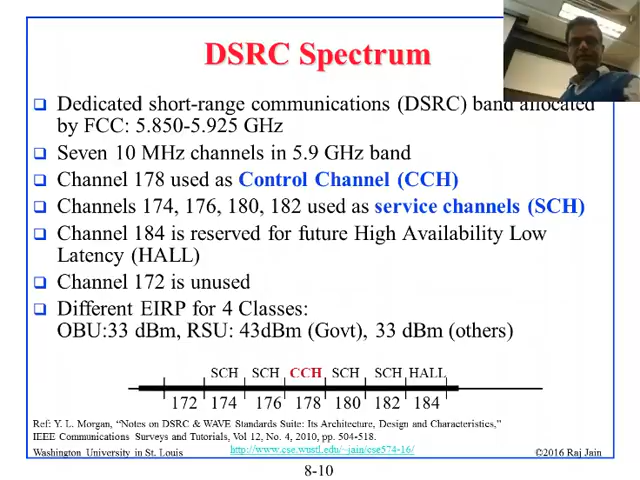 DSRC Spectrum
Dedicated short-range communications (DSRC) band allocated
by FCC: 5.850-5.925 GHz
Seven 10 MHz channels in 5.9 GHz band
Channel 178 used as Control Channel (CCH)
Channels 174, 176, 180, 182 used as service channels (SCH)
Channel 184 is reserved for future High Availability Low
Latency (HALL)
Channel 172 is unused
Different EIRP for 4 Classes:
OBU:33 dBm, RSU: 43dBm (Govt), 33 dBm (others)
SCH SCH CCH SCH SCH HALL
172 174 176 178 180 182 184
Ref: Y. L. Morgan, “Notes on DSRC & WAVE Standards Suite: Its Architecture, Design and Characteristics,”
IEEE Communications Surveys and Tutorials, Vol 12, No. 4, 2010, pp. 504-518.
Washington University in St. Louis http://www.cse.wustl.edu/~jain/cse574-16/ ©2016 Raj Jain
8-10